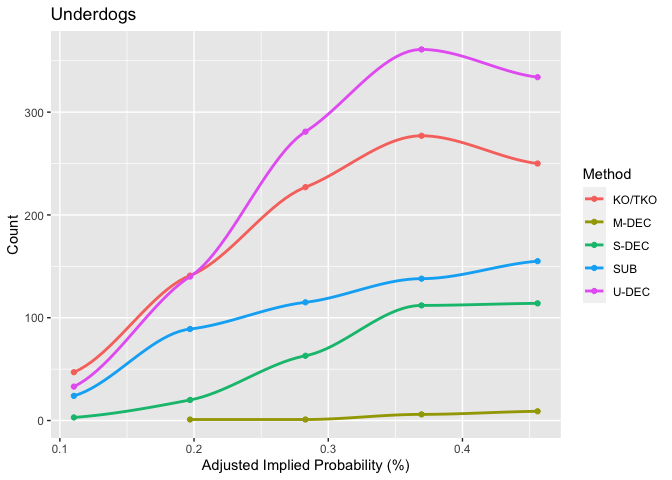 Underdogs
300
200
100
0
Count
0.1 0.2 0.3 0.4
Adjusted Implied Probability (%)
Method
KO/TKO
M-DEC
S-DEC
SUB
U-DEC